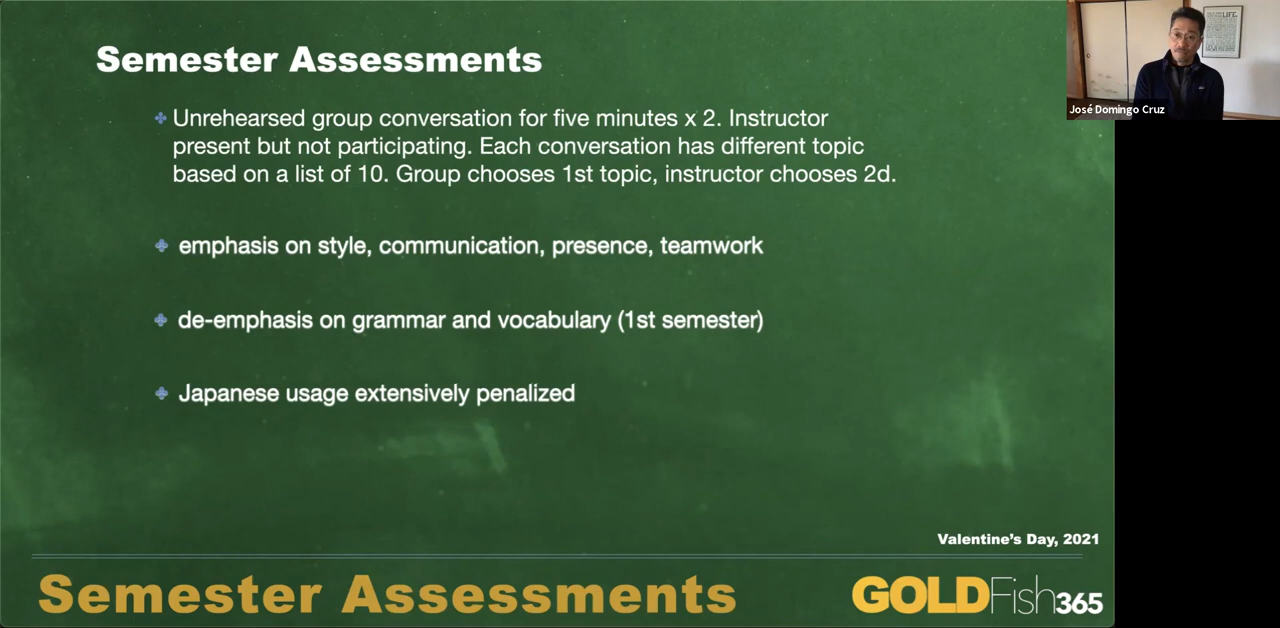 Semester Assessments
Unrehearsed group conversation for five minutes x 2. Instructor
present but not participating. Each conversation has different topic
based on a list of 10. Group chooses 1st topic, instructor chooses 2d.
emphasis on style, communication, presence, teamwork
de-emphasis on grammar and vocabulary (1st semester)
Japanese usage extensively penalized
Valentine's Day, 2021
Semester Assessments
GOLDFish365
LIFE.
José Domingo Cruz